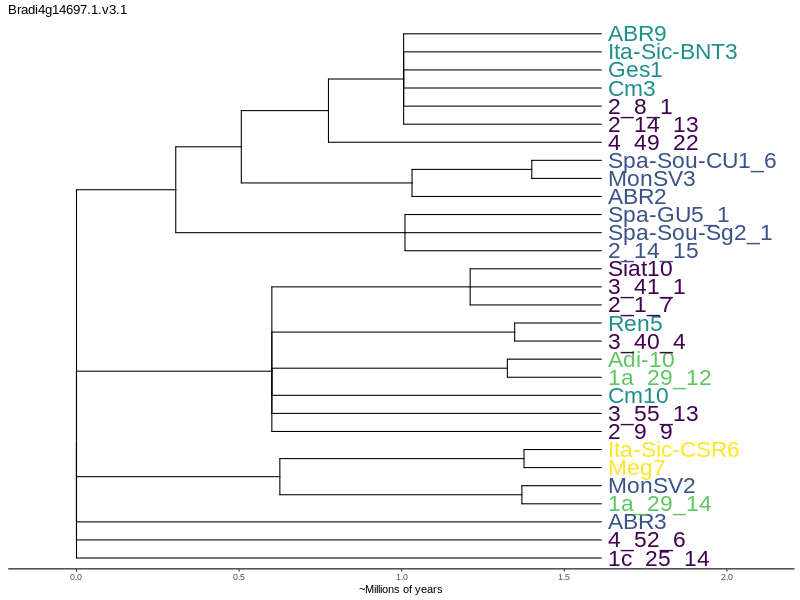 Bradi4g14697.1.v3.1
ABR9
Ita-Sic-BNT3
Ges1
Cm3
2_8_1
2_14_13
4_49_22
Spa-Sou-CU1_6
MonSV3
ABR2
Spa-GU5_1
Spa-Sou-Sg2_1
2_14_15
Siat10
3_41_1
2_1_7
Ren5
3_40_4
Adi-10
1a_29_12
Cm10
3_55_13
2_9_9
Ita-Sic-CSR6
Meg7
MonSV2
1a_29_14
ABR3
4_52_6
1c_25_14
0.0 0.5 1.0 1.5 2.0
~Millions of years